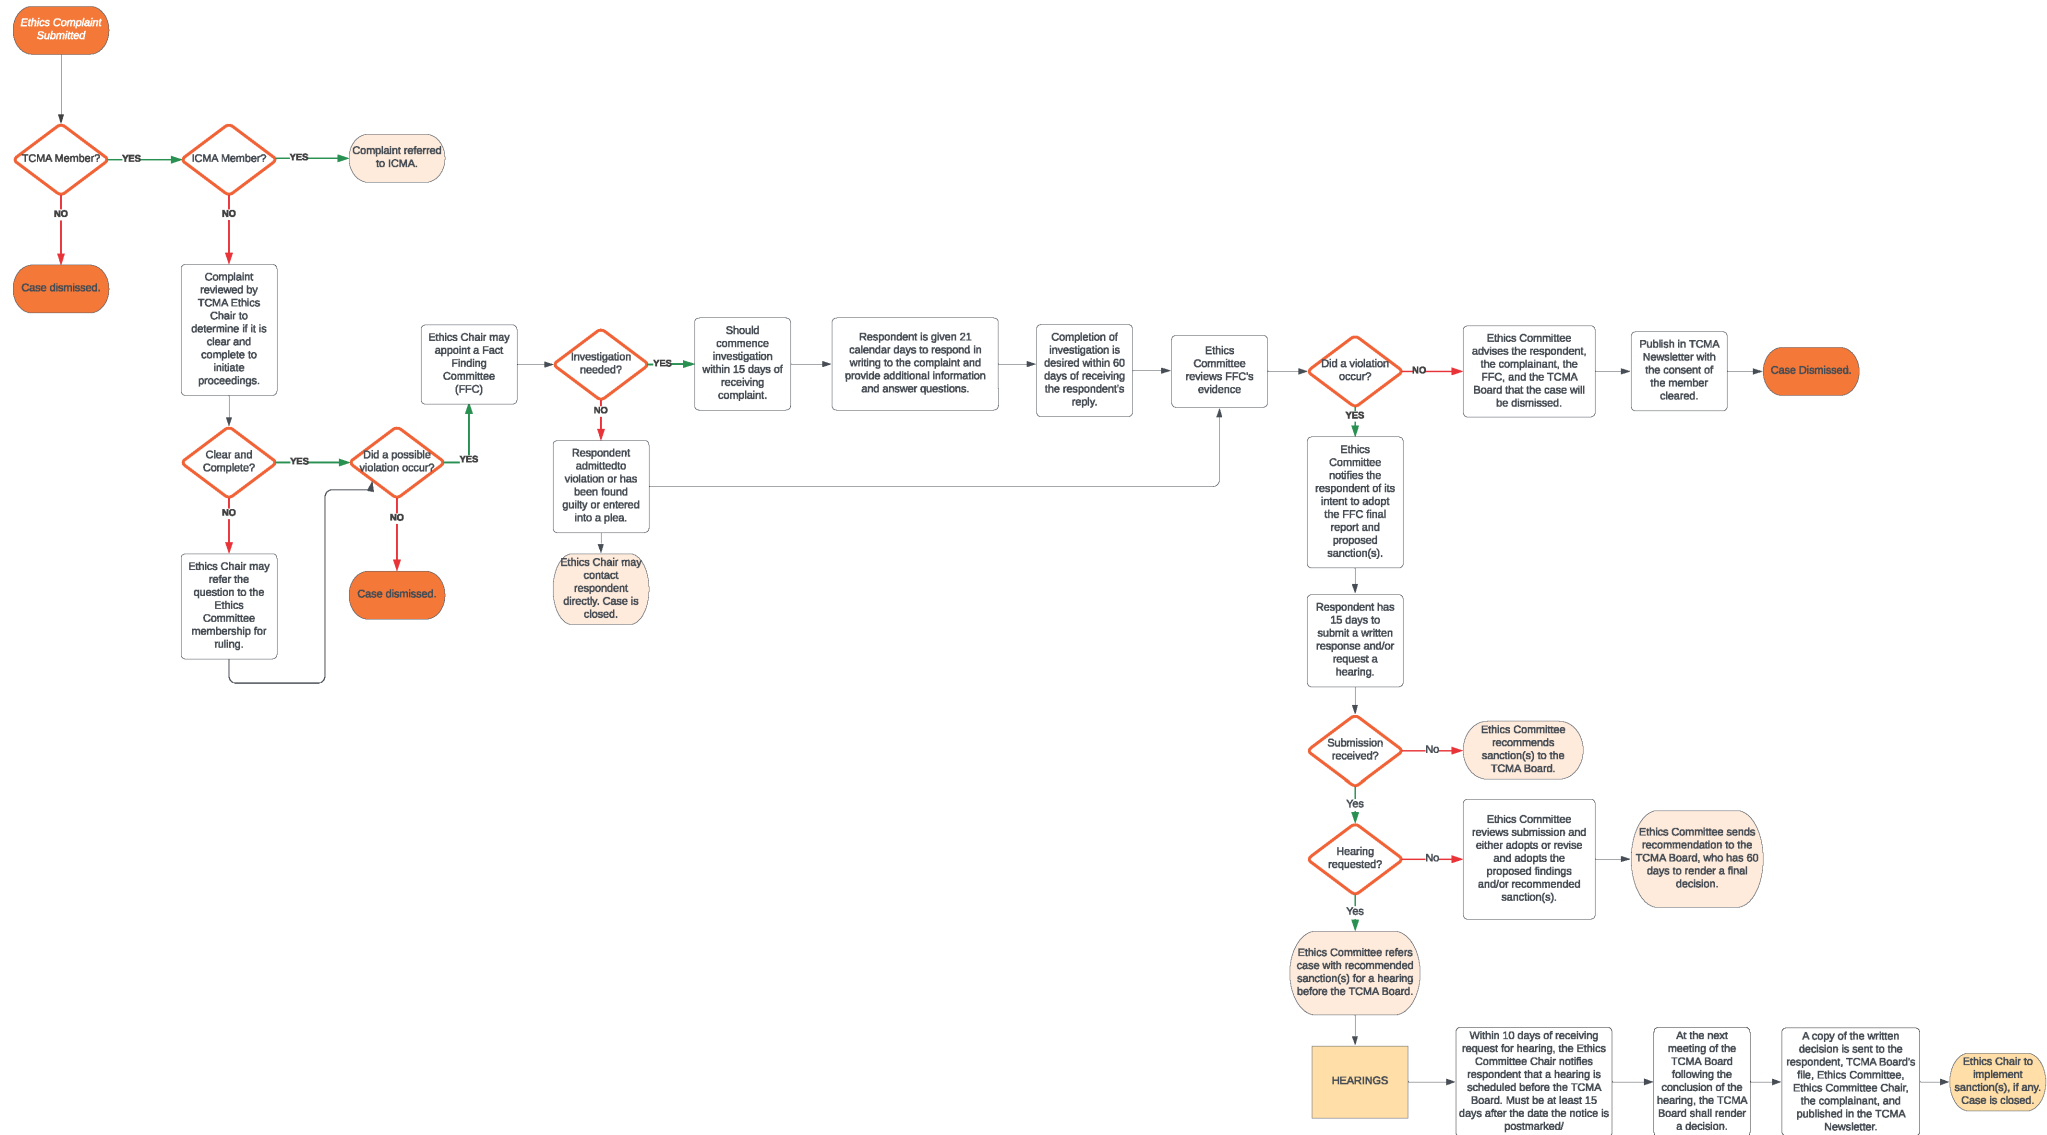 Ethics Complaint
Submitted
TCMA Member?
YES
ICMA Member?
YES
Complaint referred
to ICMA.
NO
NO
Case dismissed.
Complaint
reviewed by
TCMA Ethics
Chair to
determine if it is
clear and
complete to
initiate
proceedings.
Clear and
Complete?
YES
Did a possible
violation occur?
YES
NO
NO
Ethics Chair may
refer the
question to the
Ethics
Committee
membership for
ruling.
Case dismissed.
Ethics Chair may
appoint a Fact
Finding
Committee
(FFC)
Investigation
needed?
YES
NO
Respondent
admittedto
violation or has
been found
guilty or entered
into a plea.
Ethics Chair may
contact
respondent
directly. Case is
closed.
Should
commence
investigation
within 15 days of
receiving
complaint.
Respondent is given 21
calendar days to respond in
writing to the complaint and
provide additional information
and answer questions.
Completion of
investigation is
desired within 60
days of receiving
the respondent's
reply.
Ethics
Committee
reviews FFC's
evidence
Did a violation
occur?
NO
Ethics Committee
advises the respondent,
the complainant, the
FFC, and the TCMA
Board that the case will
be dismissed.
Publish in TCMA
Newsletter with
the consent of
the member
cleared.
Case Dismissed.
YES
Ethics
Committee
notifies the
respondent of its
intent to adopt
the FFC final
report and
proposed
sanction(s).
Respondent has
15 days to
submit a written
response and/or
request a
hearing.
Submission
received?
No
Ethics Committee
recommends
sanction(s) to the
TCMA Board.
Yes
Hearing
requested?
No
Ethics Committee
reviews submission and
either adopts or revise
and adopts the
proposed findings
and/or recommended
sanction(s).
Ethics Committee sends
recommendation to the
TCMA Board, who has 60
days to render a final
decision.
Yes
Ethics Committee refers
case with recommended
sanction(s) for a hearing
before the TCMA Board.
HEARINGS
Within 10 days of receiving
request for hearing, the Ethics
Committee Chair notifies
respondent that a hearing is
scheduled before the TCMA
Board. Must be at least 15
days after the date the notice is
postmarked/
At the next
meeting of the
TCMA Board
following the
conclusion of the
hearing, the TCMA
Board shall render
a decision.
A copy of the written
decision is sent to the
respondent, TCMA Board's
file, Ethics Committee,
Ethics Committee Chair,
the complainant, and
published in the TCMA
Newsletter.
Ethics Chair to
implement
sanction(s), if any.
Case is closed.